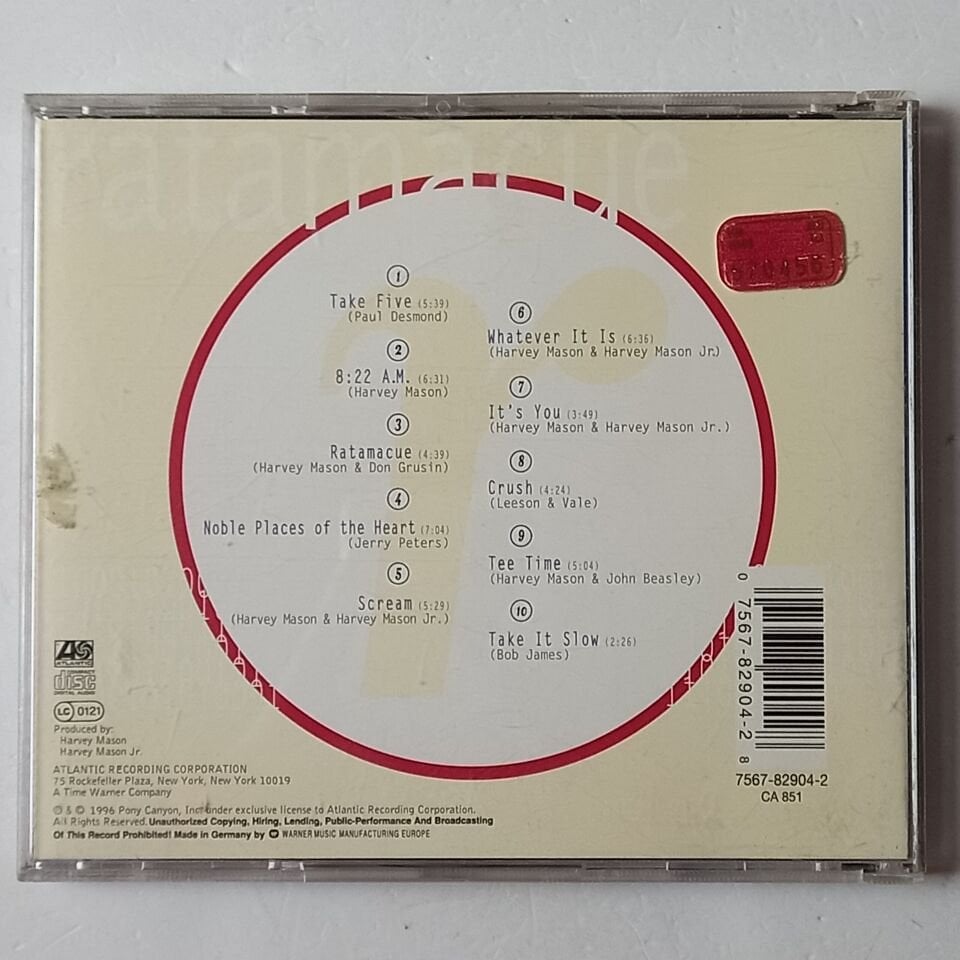 ratamacue
1
Take Five (5:39)
(Paul Desmond)
2
8:22 A.M. (6:31)
(Harvey Mason)
3
Ratamacue (4:39)
(Harvey Mason & Don Grusin)
4
Noble Places of the Heart (7:04)
(Jerry Peters)
5
Scream (5:29)
(Harvey Mason & Harvey Mason Jr.)
6
Whatever It Is (6:36)
(Harvey Mason & Harvey Mason Jr.)
7
It's You (3:49)
(Harvey Mason & Harvey Mason Jr.)
8
Crush (4:24)
(Leeson & Vale)
9
Tee Time (5:04)
(Harvey Mason & John Beasley)
10
Take It Slow (2:26)
(Bob James)
ATLANTIC
COMPACT
disc
DIGITAL AUDIO
LC 0121
Produced by:
Harvey Mason
Harvey Mason Jr.
ATLANTIC RECORDING CORPORATION
75 Rockefeller Plaza, New York, New York 10019
A Time Warner Company
℗ & © 1996 Pony Canyon, Inc. under exclusive license to Atlantic Recording Corporation.
All Rights Reserved. Unauthorized Copying, Hiring, Lending, Public-Performance And Broadcasting
Of This Record Prohibited! Made in Germany by WARNER MUSIC MANUFACTURING EUROPE
0 7567-82904-2 8
7567-82904-2
CA 851